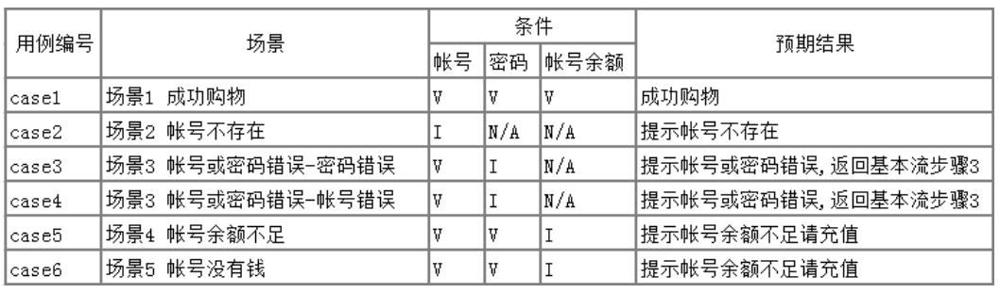 用例编号 场景 条件 预期结果
帐号 密码 帐号余额
case1 场景1 成功购物 V V V 成功购物
case2 场景2 帐号不存在 I N/A N/A 提示帐号不存在
case3 场景3 帐号或密码错误-密码错误 V I N/A 提示帐号或密码错误,返回基本流步骤3
case4 场景3 帐号或密码错误-帐号错误 V I N/A 提示帐号或密码错误,返回基本流步骤3
case5 场景4 帐号余额不足 V V I 提示帐号余额不足请充值
case6 场景5 帐号没有钱 V V I 提示帐号余额不足请充值